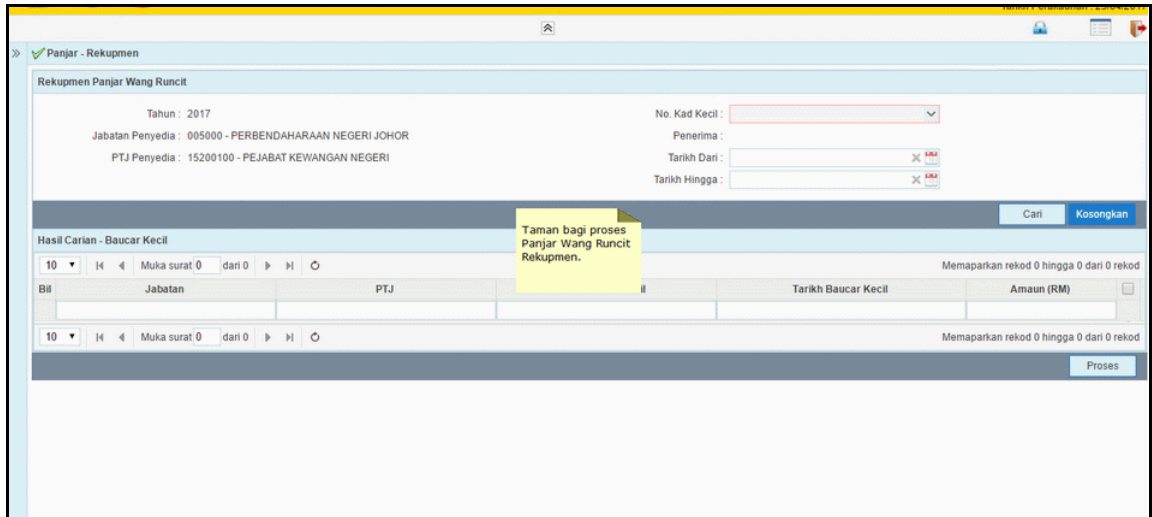 Panjar - Rekupmen
Rekupmen Panjar Wang Runcit
Tahun : 2017
No. Kad Kecil :
Jabatan Penyedia : 005000 - PERBENDAHARAAN NEGERI JOHOR
Penerima :
PTJ Penyedia : 15200100 - PEJABAT KEWANGAN NEGERI
Tarikh Dari :
Tarikh Hingga :
Cari Kosongkan
Taman bagi proses
Panjar Wang Runcit
Rekupmen.
Hasil Carian - Baucar Kecil
10 Muka surat 0 dari 0 Memaparkan rekod 0 hingga 0 dari 0 rekod
Bil Jabatan PTJ Tarikh Baucar Kecil Amaun (RM)
10 Muka surat 0 dari 0 Memaparkan rekod 0 hingga 0 dari 0 rekod
Proses